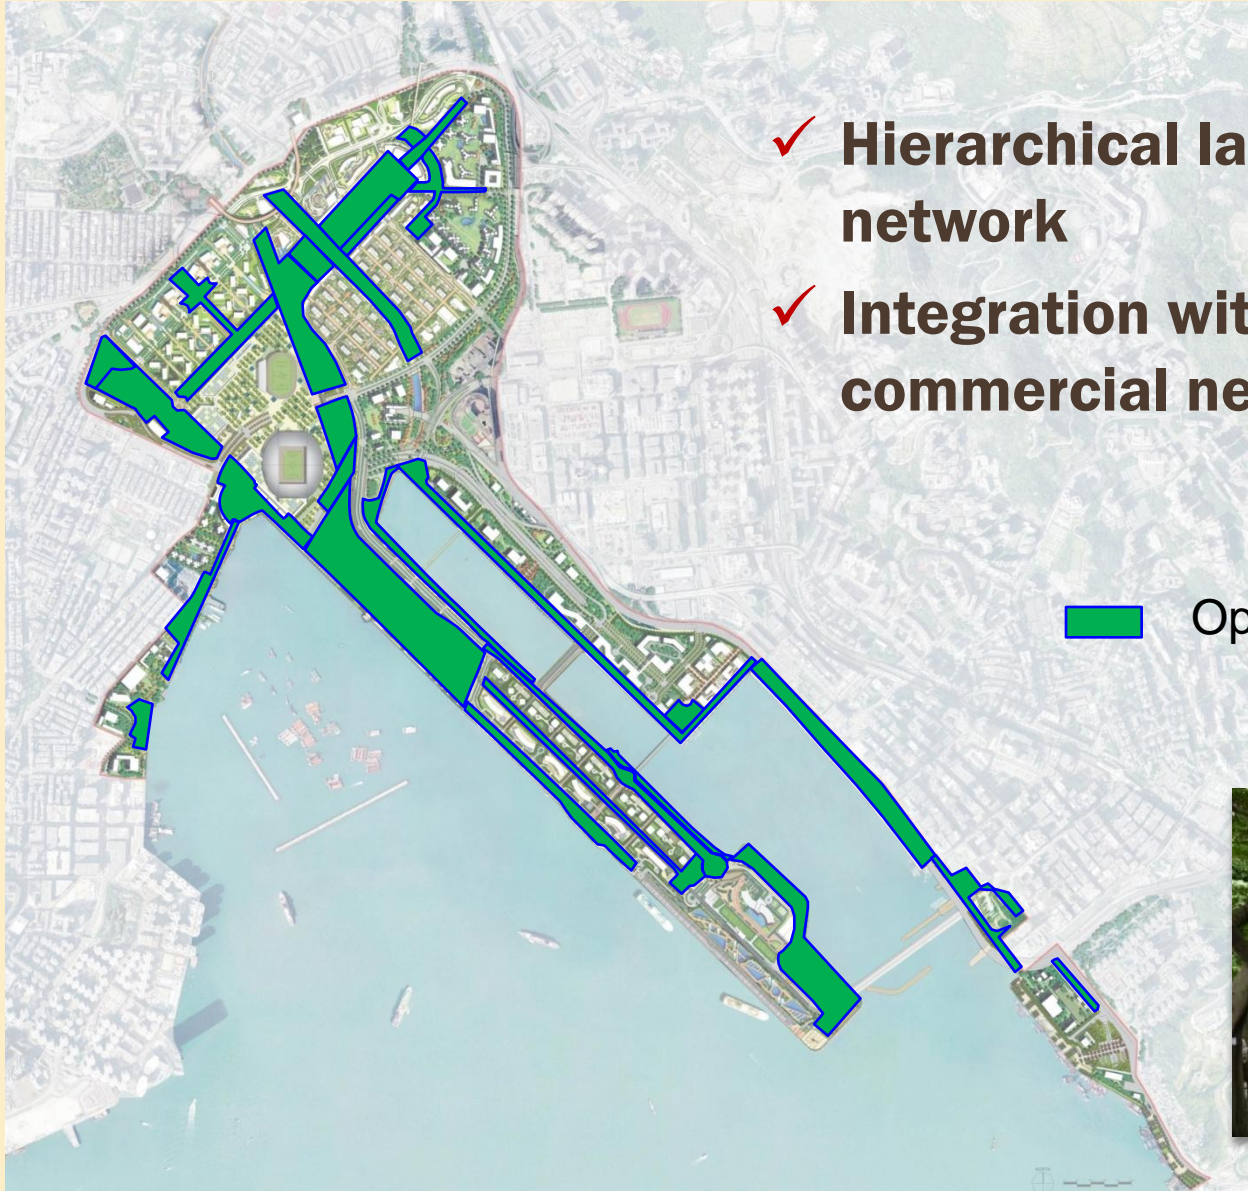 ✓ Hierarchical la
network
✓ Integration wit
commercial ne
Op